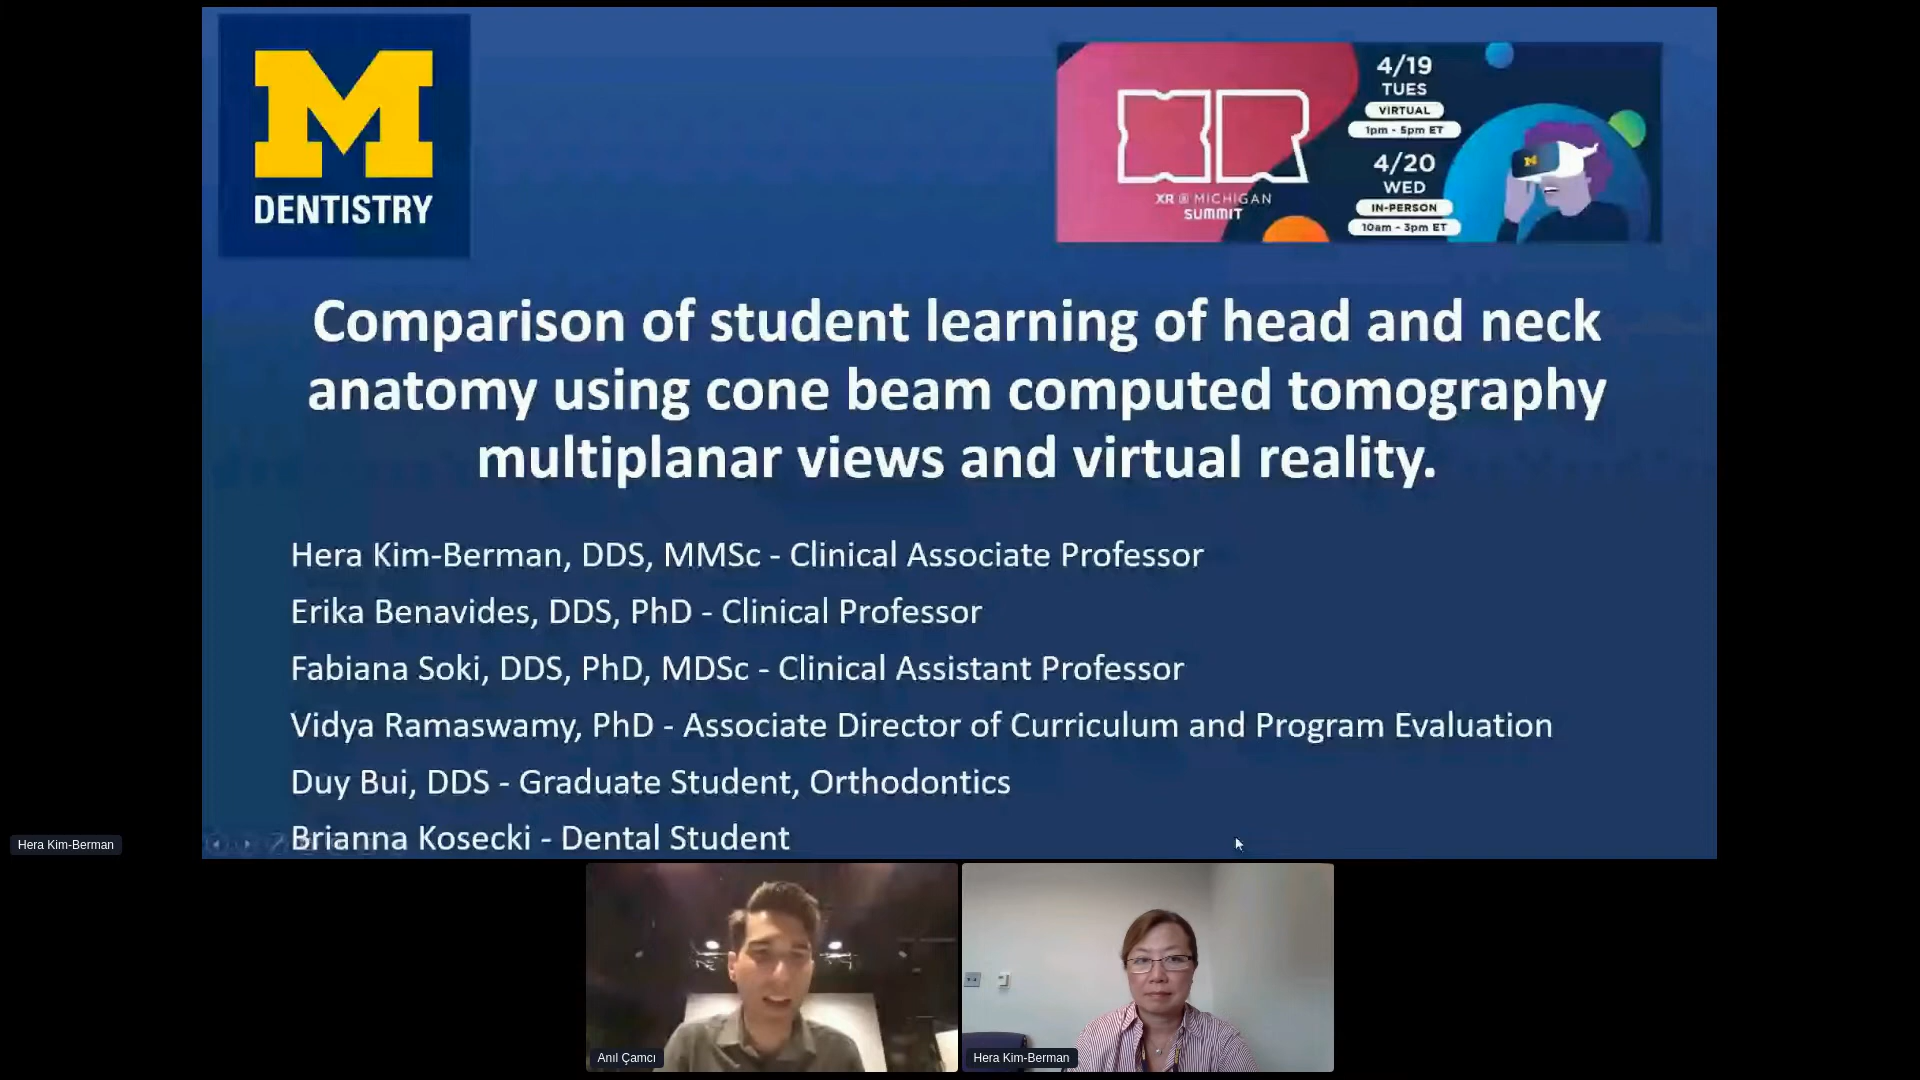 M
DENTISTRY
XR
XR @ MICHIGAN
SUMMIT
4/19
TUES
VIRTUAL
1pm - 5pm ET
4/20
WED
IN-PERSON
10am - 3pm ET
M
Comparison of student learning of head and neck
anatomy using cone beam computed tomography
multiplanar views and virtual reality.
Hera Kim-Berman, DDS, MMSc - Clinical Associate Professor
Erika Benavides, DDS, PhD - Clinical Professor
Fabiana Soki, DDS, PhD, MDSc - Clinical Assistant Professor
Vidya Ramaswamy, PhD - Associate Director of Curriculum and Program Evaluation
Duy Bui, DDS - Graduate Student, Orthodontics
Brianna Kosecki - Dental Student
Hera Kim-Berman
Anıl Çamcı
Hera Kim-Berman